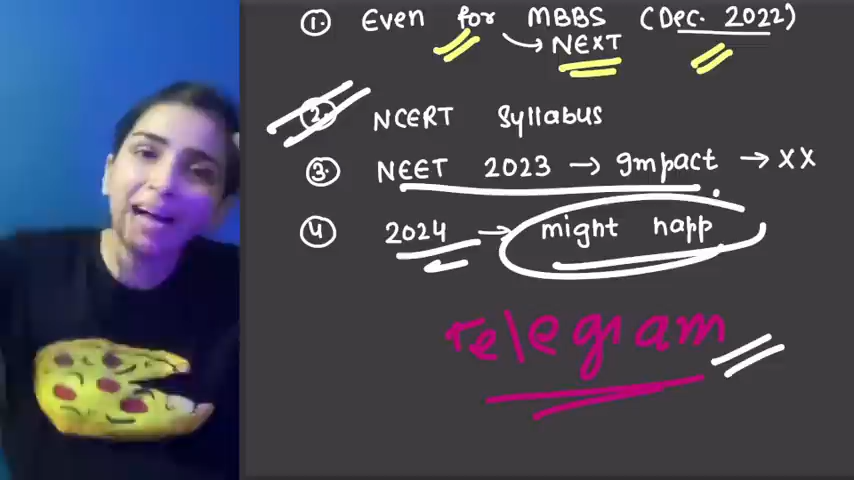 1. Even for MBBS (Dec. 2022)
→ NEXT
2. NCERT Syllabus
3. NEET 2023 → Impact → XX
4 2024 → might happ
Telegram